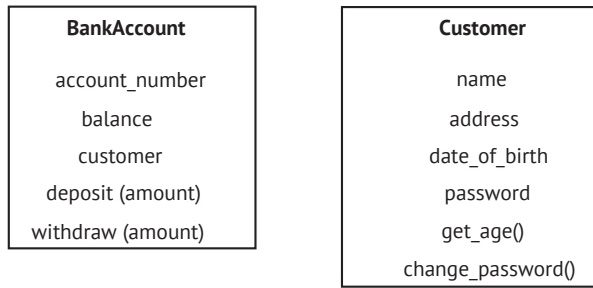 BankAccount
account_number
balance
customer
deposit (amount)
withdraw (amount)
Customer
name
address
date_of_birth
password
get_age()
change_password()